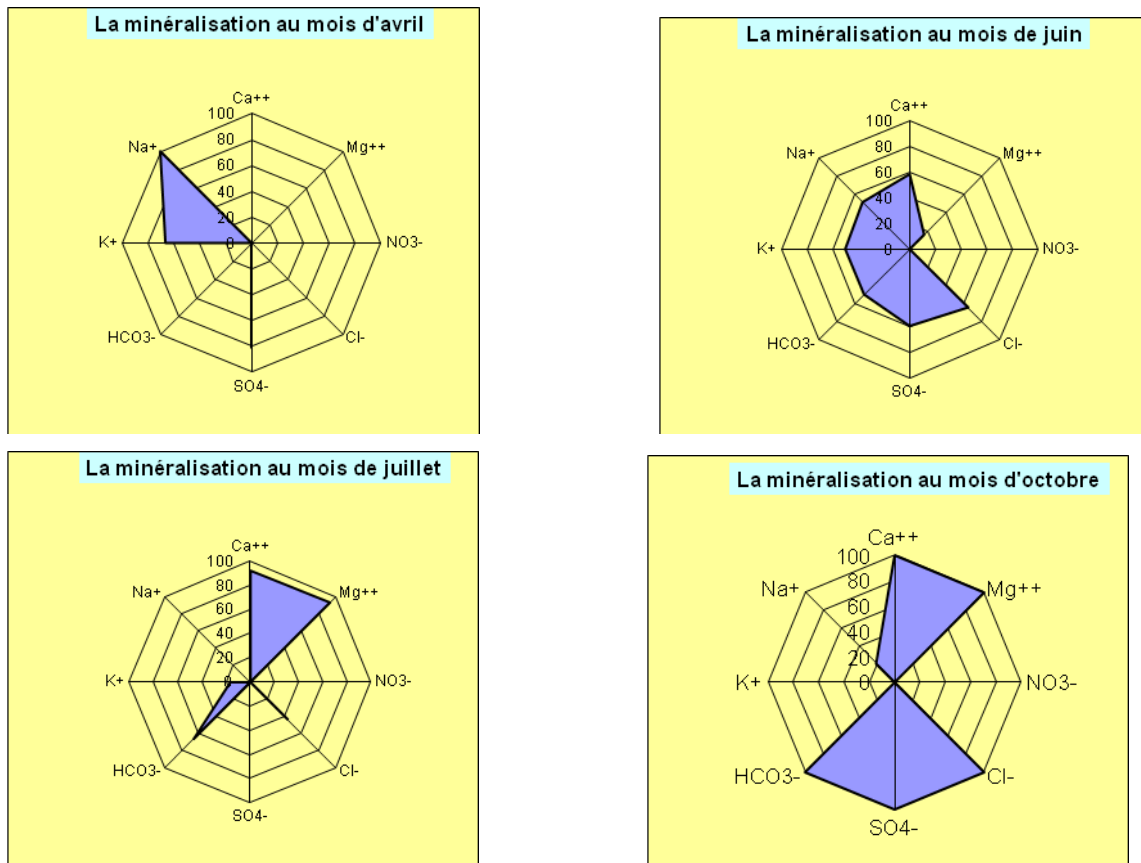 La minéralisation au mois d'avril
Ca++
100
80
60
40
20
0
Mg++
NO3-
Cl-
SO4-
HCO3-
K+
Na+
La minéralisation au mois de juin
Ca++
100
80
60
40
20
0
Mg++
NO3-
Cl-
SO4-
HCO3-
K+
Na+
La minéralisation au mois de juillet
Ca++
100
80
60
40
20
0
Mg++
NO3-
Cl-
SO4-
HCO3-
K+
Na+
La minéralisation au mois d'octobre
Ca++
100
80
60
40
20
0
Mg++
NO3-
Cl-
SO4-
HCO3-
K+
Na+